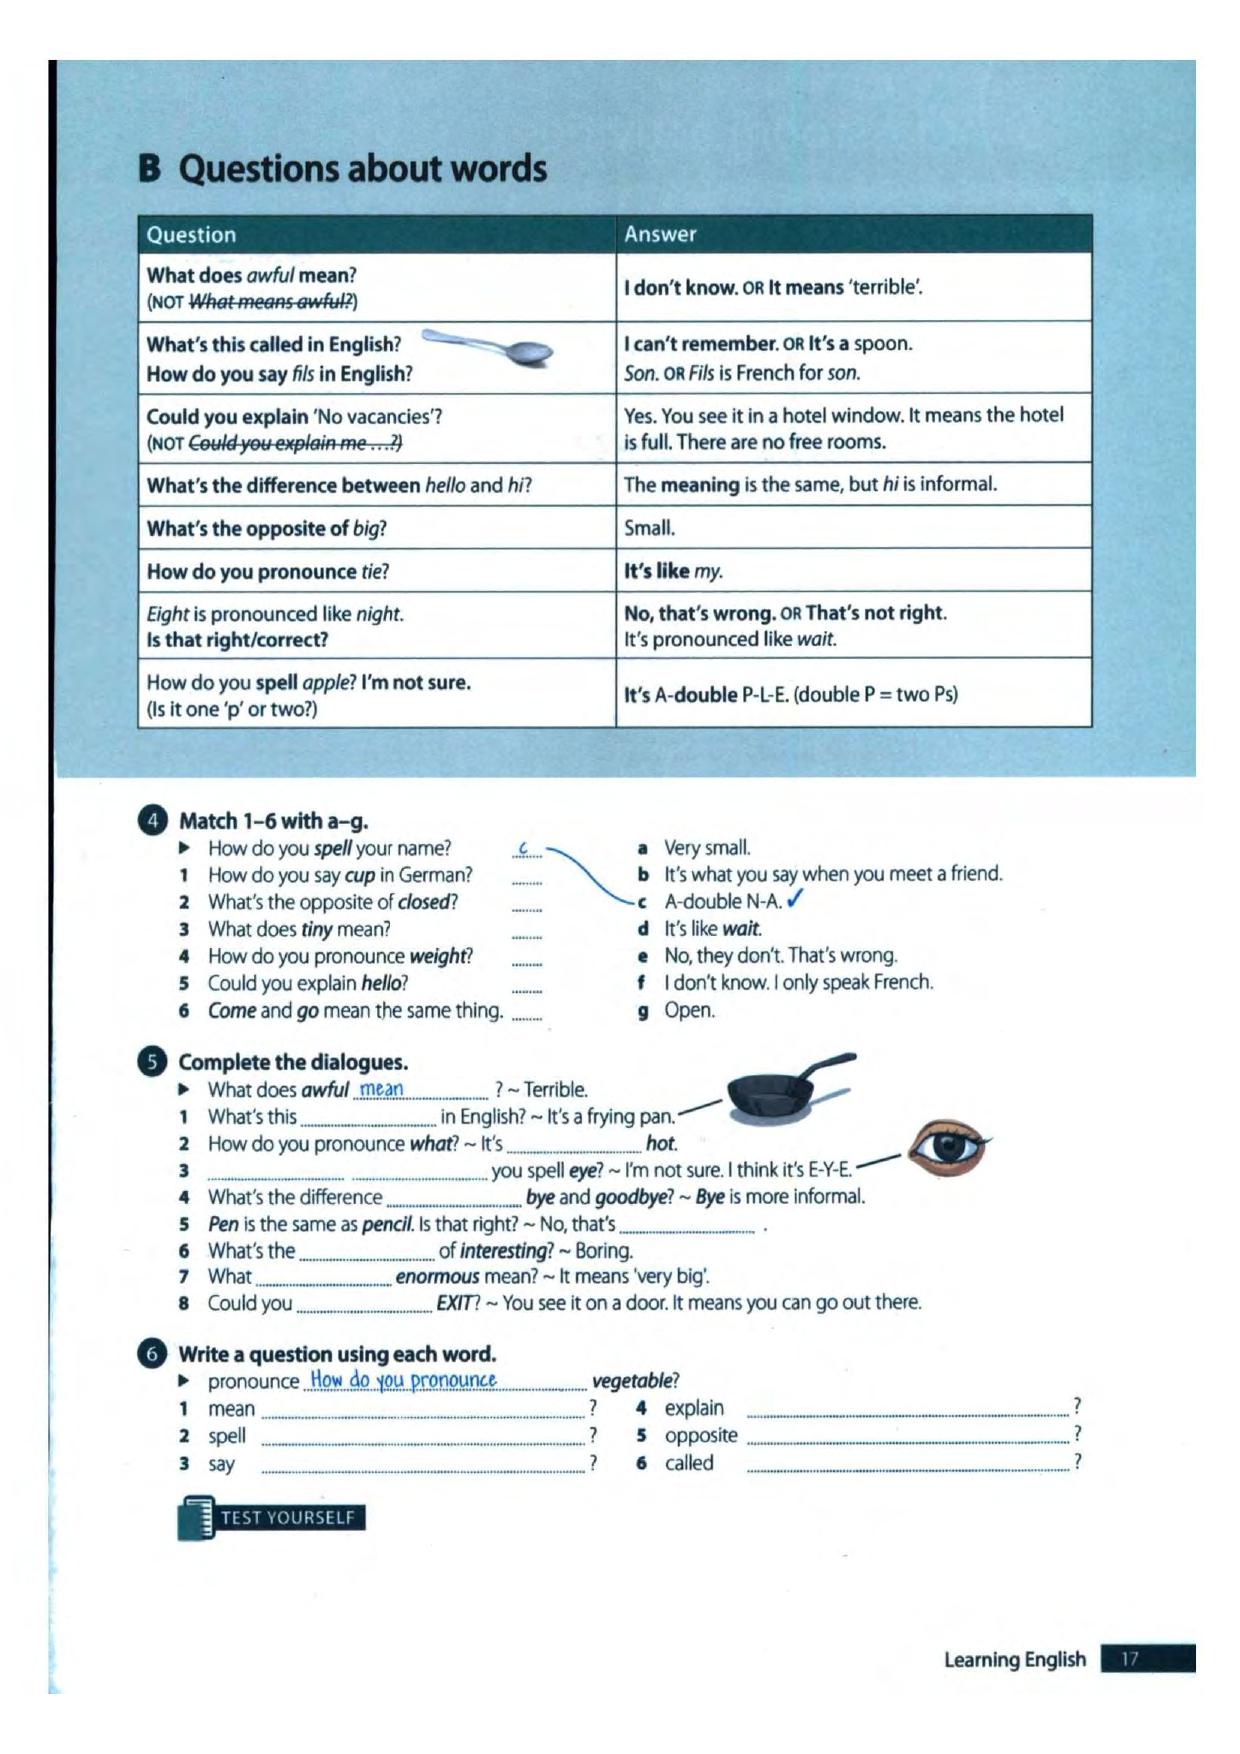 B Questions about words
Question Answer
What does awful mean?
(NOT What means awful?)
I don't know. OR It means 'terrible'.
What's this called in English?
How do you say fils in English?
I can't remember. OR It's a spoon.
Son. OR Fils is French for son.
Could you explain 'No vacancies'?
(NOT Could you explain me ...?)
Yes. You see it in a hotel window. It means the hotel
is full. There are no free rooms.
What's the difference between hello and hi?
The meaning is the same, but hi is informal.
What's the opposite of big?
Small.
How do you pronounce tie?
It's like my.
Eight is pronounced like night.
Is that right/correct?
No, that's wrong. OR That's not right.
It's pronounced like wait.
How do you spell apple? I'm not sure.
(Is it one 'p' or two?)
It's A-double P-L-E. (double P = two Ps)
4 Match 1–6 with a–g.
► How do you spell your name? c
1 How do you say cup in German? ........
2 What's the opposite of closed? ........
3 What does tiny mean? ........
4 How do you pronounce weight? ........
5 Could you explain hello? ........
6 Come and go mean the same thing. ........
a Very small.
b It's what you say when you meet a friend.
c A-double N-A. ✓
d It's like wait.
e No, they don't. That's wrong.
f I don't know. I only speak French.
g Open.
5 Complete the dialogues.
► What does awful mean ? ~ Terrible.
1 What's this ........ in English? ~ It's a frying pan.
2 How do you pronounce what? ~ It's ........ hot.
3 ........ ........ you spell eye? ~ I'm not sure. I think it's E-Y-E.
4 What's the difference ........ bye and goodbye? ~ Bye is more informal.
5 Pen is the same as pencil. Is that right? ~ No, that's ........ .
6 What's the ........ of interesting? ~ Boring.
7 What ........ enormous mean? ~ It means 'very big'.
8 Could you ........ EXIT? ~ You see it on a door. It means you can go out there.
6 Write a question using each word.
► pronounce How do you pronounce vegetable?
1 mean ........ ?
2 spell ........ ?
3 say ........ ?
4 explain ........ ?
5 opposite ........ ?
6 called ........ ?
TEST YOURSELF
Learning English 17